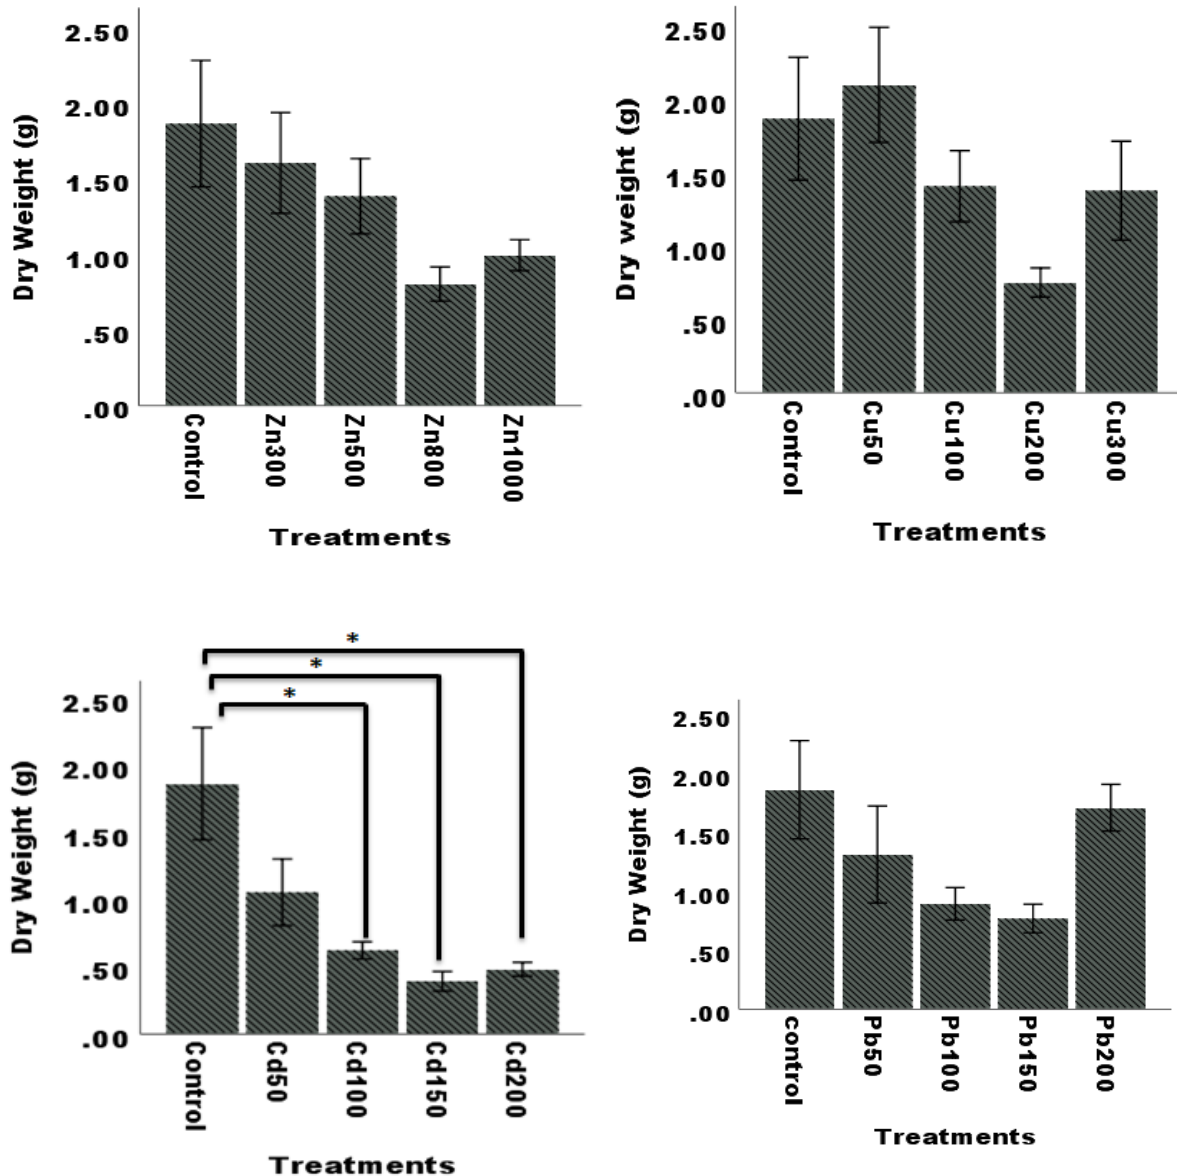 2.50
2.00
1.50
1.00
.50
.00
Dry Weight (g)
Control
Zn300
Zn500
Zn800
Zn1000
Treatments
2.50
2.00
1.50
1.00
.50
.00
Dry weight (g)
Control
Cu50
Cu100
Cu200
Cu300
Treatments
*
*
*
2.50
2.00
1.50
1.00
.50
.00
Dry Weight (g)
Control
Cd50
Cd100
Cd150
Cd200
Treatments
2.50
2.00
1.50
1.00
.50
.00
Dry Weight (g)
control
Pb50
Pb100
Pb150
Pb200
Treatments